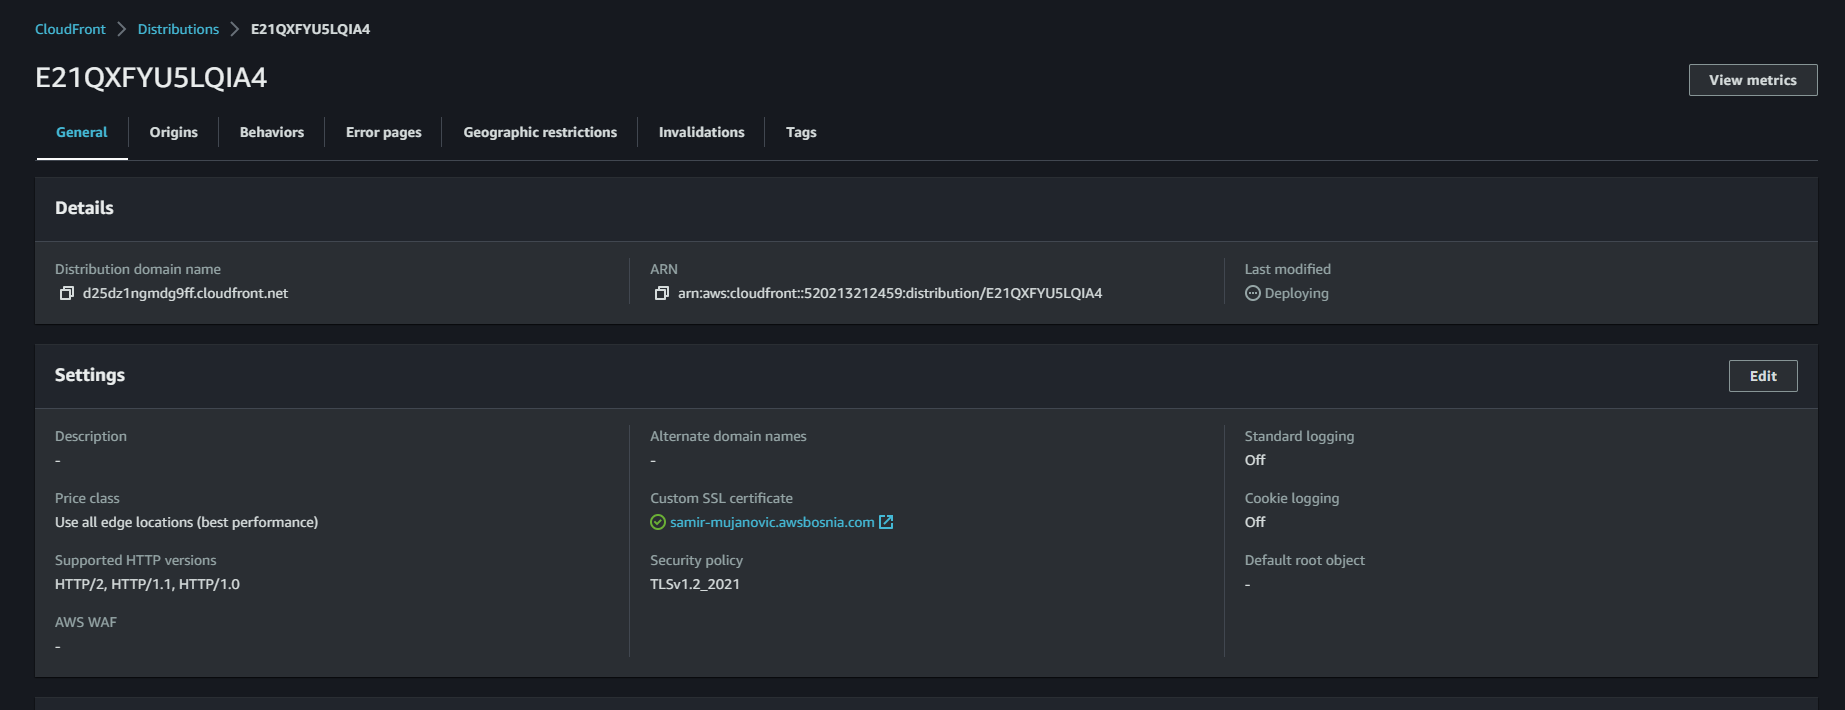 CloudFront > Distributions > E21QXFYU5LQIA4
E21QXFYU5LQIA4
View metrics
General Origins Behaviors Error pages Geographic restrictions Invalidations Tags
Details
Distribution domain name
d25dz1ngmdg9ff.cloudfront.net
ARN
arn:aws:cloudfront::520213212459:distribution/E21QXFYU5LQIA4
Last modified
Deploying
Settings
Edit
Description
-
Price class
Use all edge locations (best performance)
Supported HTTP versions
HTTP/2, HTTP/1.1, HTTP/1.0
AWS WAF
-
Alternate domain names
-
Custom SSL certificate
samir-mujanovic.awsbosnia.com
Security policy
TLSv1.2_2021
Standard logging
Off
Cookie logging
Off
Default root object
-